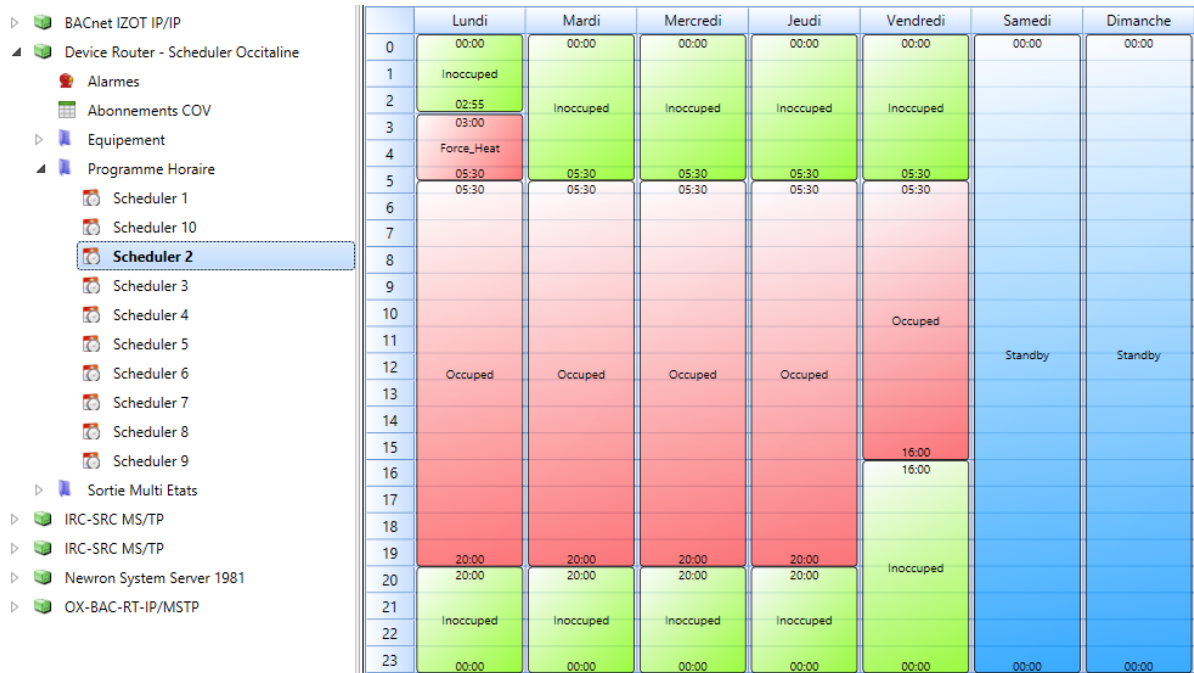 BACnet IZOT IP/IP
Device Router - Scheduler Occitaline
Alarmes
Abonnements COV
Equipement
Programme Horaire
Scheduler 1
Scheduler 10
Scheduler 2
Scheduler 3
Scheduler 4
Scheduler 5
Scheduler 6
Scheduler 7
Scheduler 8
Scheduler 9
Sortie Multi Etats
IRC-SRC MS/TP
IRC-SRC MS/TP
Newron System Server 1981
OX-BAC-RT-IP/MSTP
Lundi Mardi Mercredi Jeudi Vendredi Samedi Dimanche
0 00:00 00:00 00:00 00:00 00:00 00:00 00:00
1 Inoccuped
2 02:55 Inoccuped Inoccuped Inoccuped Inoccuped
3 03:00
4 Force_Heat
05:30 05:30 05:30 05:30 05:30
5 05:30 05:30 05:30 05:30 05:30
6
7
8
9
10 Occuped
11
12 Occuped Occuped Occuped Occuped Standby Standby
13
14
15 16:00
16 16:00
17
18
19 20:00 20:00 20:00 20:00 Inoccuped
20 20:00 20:00 20:00 20:00
21 Inoccuped Inoccuped Inoccuped Inoccuped
22
23 00:00 00:00 00:00 00:00 00:00 00:00 00:00